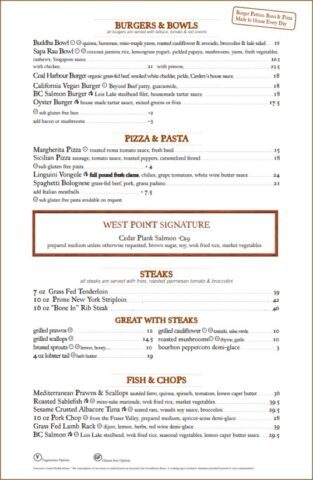 Burger Patties, Buns & Pasta
Made In House Every Day
BURGERS & BOWLS
all burgers are served with lettuce, tomato & red onions
Buddha Bowl quinoa, hummus, miso-maple yams, roasted cauliflower & avocado, broccolini & kale salad 18
Sapa Rau Bowl coconut jasmine rice, lemongrass yogurt, pickled papaya, mushrooms, yams, fresh vegetables,
cashews, Singapore sauce. 16.5
with chicken. 21 with prawns. 23.5
Coal Harbour Burger organic grass-fed beef, smoked white cheddar, pickle, Cardero's house sauce 18
California Vegan Burger Beyond Beef patty, guacamole, 18
BC Salmon Burger Lois Lake steelhead filet, housemade tartar sauce 18
Oyster Burger house made tartar sauce, mixed greens or fries 17.5
sub gluten free bun -2
add bacon or mushrooms -2
PIZZA & PASTA
Margherita Pizza roasted roma tomato sauce, fresh basil 15
Sicilian Pizza sausage, tomato sauce, roasted peppers, caramelized fennel 18
sub gluten free pizza - 4
Linguini Vongole full pound fresh clams, chilies, grape tomatoes, white wine butter sauce 24
Spaghetti Bolognese grass-fed beef, pork, grana padano 21
add Italian meatballs - 7.5
sub gluten free pasta available on request
WEST POINT SIGNATURE
Cedar Plank Salmon 29
prepared medium unless otherwise requested, brown sugar, soy, wok fried rice, market vegetables
STEAKS
all steaks are served with fries, roasted parmesan tomato & broccolini
7 oz Grass Fed Tenderloin 39
10 oz Prime New York Striploin 42
16 oz "Bone In" Rib Steak 46
GREAT WITH STEAKS
grilled prawns 12 grilled cauliflower tzatziki, salsa verde 10
grilled scallops 14.5 roasted mushrooms thyme, garlic 10
brussel sprouts lemon, honey 10 bourbon peppercorn demi-glace 3
4 oz lobster tail herb butter 19
FISH & CHOPS
Mediterranean Prawns & Scallops sautéed farro, quinoa, spinach, tomatoes, lemon caper butter 36
Roasted Sablefish miso-sake marinade, wok fried rice, market vegetables 39.5
Sesame Crusted Albacore Tuna seared rare, wasabi soy sauce, broccolini 29.5
10 oz Pork Chop from the Fraser Valley, prepared medium, apricot-sesame demi-glaze 28
Grass Fed Lamb Rack dijon, lemon, herbs, red wine demi-glaze 39
BC Salmon Lois Lake steelhead, wok fried rice, seasonal vegetables, lemon caper butter sauce 29.5
Vegetarian Option Gluten free Option